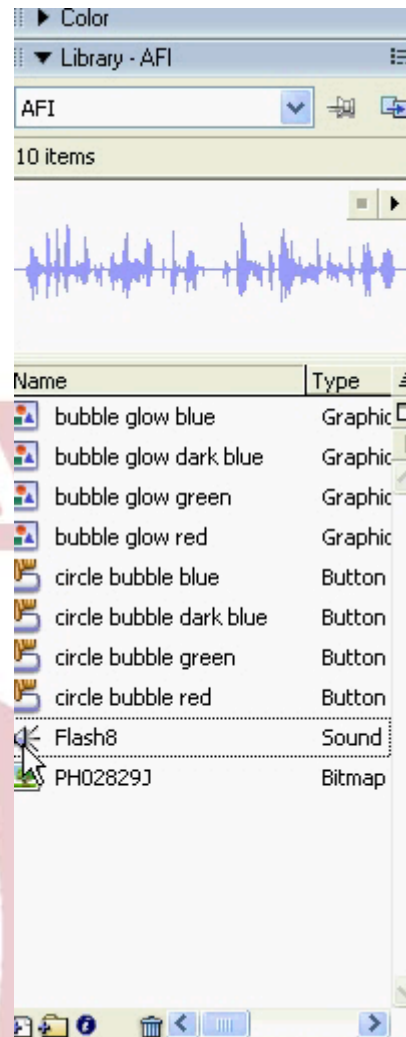 Color
Library - AFI
AFI
10 items
Name Type
bubble glow blue Graphic
bubble glow dark blue Graphic
bubble glow green Graphic
bubble glow red Graphic
circle bubble blue Button
circle bubble dark blue Button
circle bubble green Button
circle bubble red Button
Flash8 Sound
PH02829J Bitmap